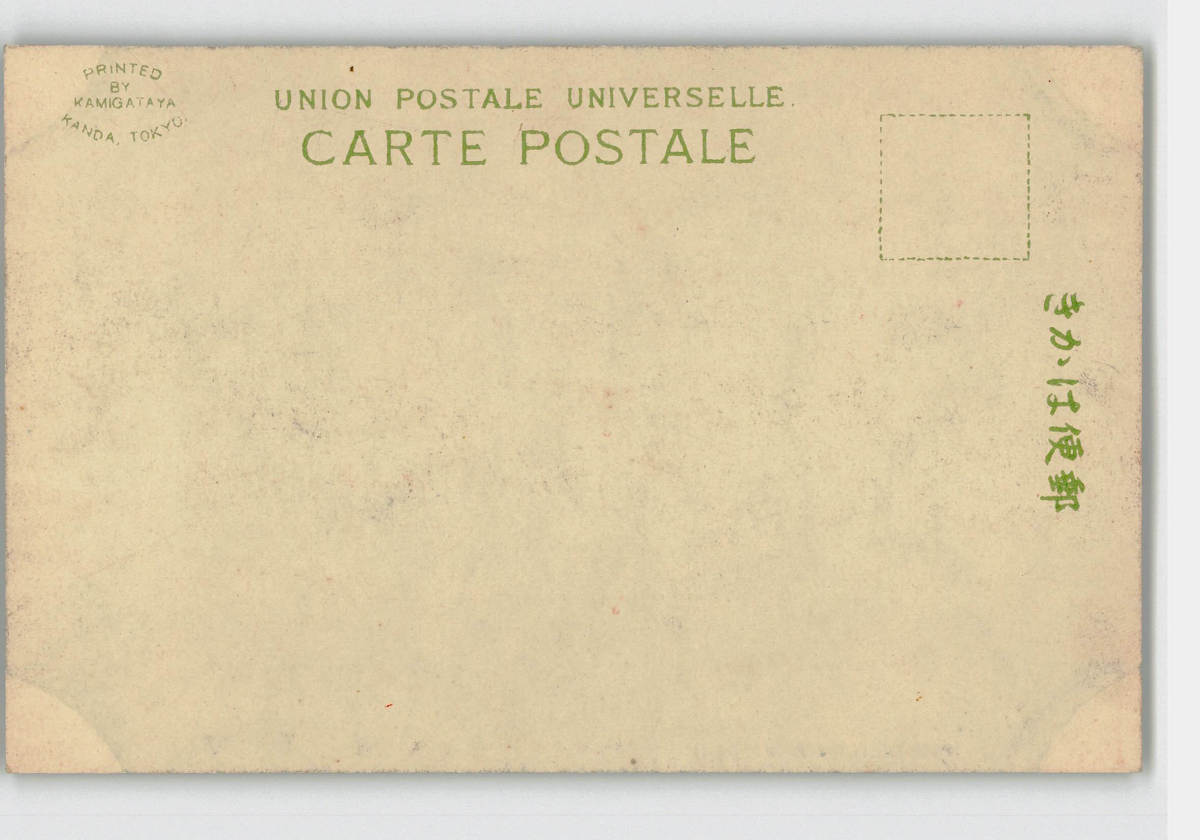 PRINTED
BY
KAMIGATAYA
KANDA, TOKYO.
UNION POSTALE UNIVERSELLE.
CARTE POSTALE
郵便はかき